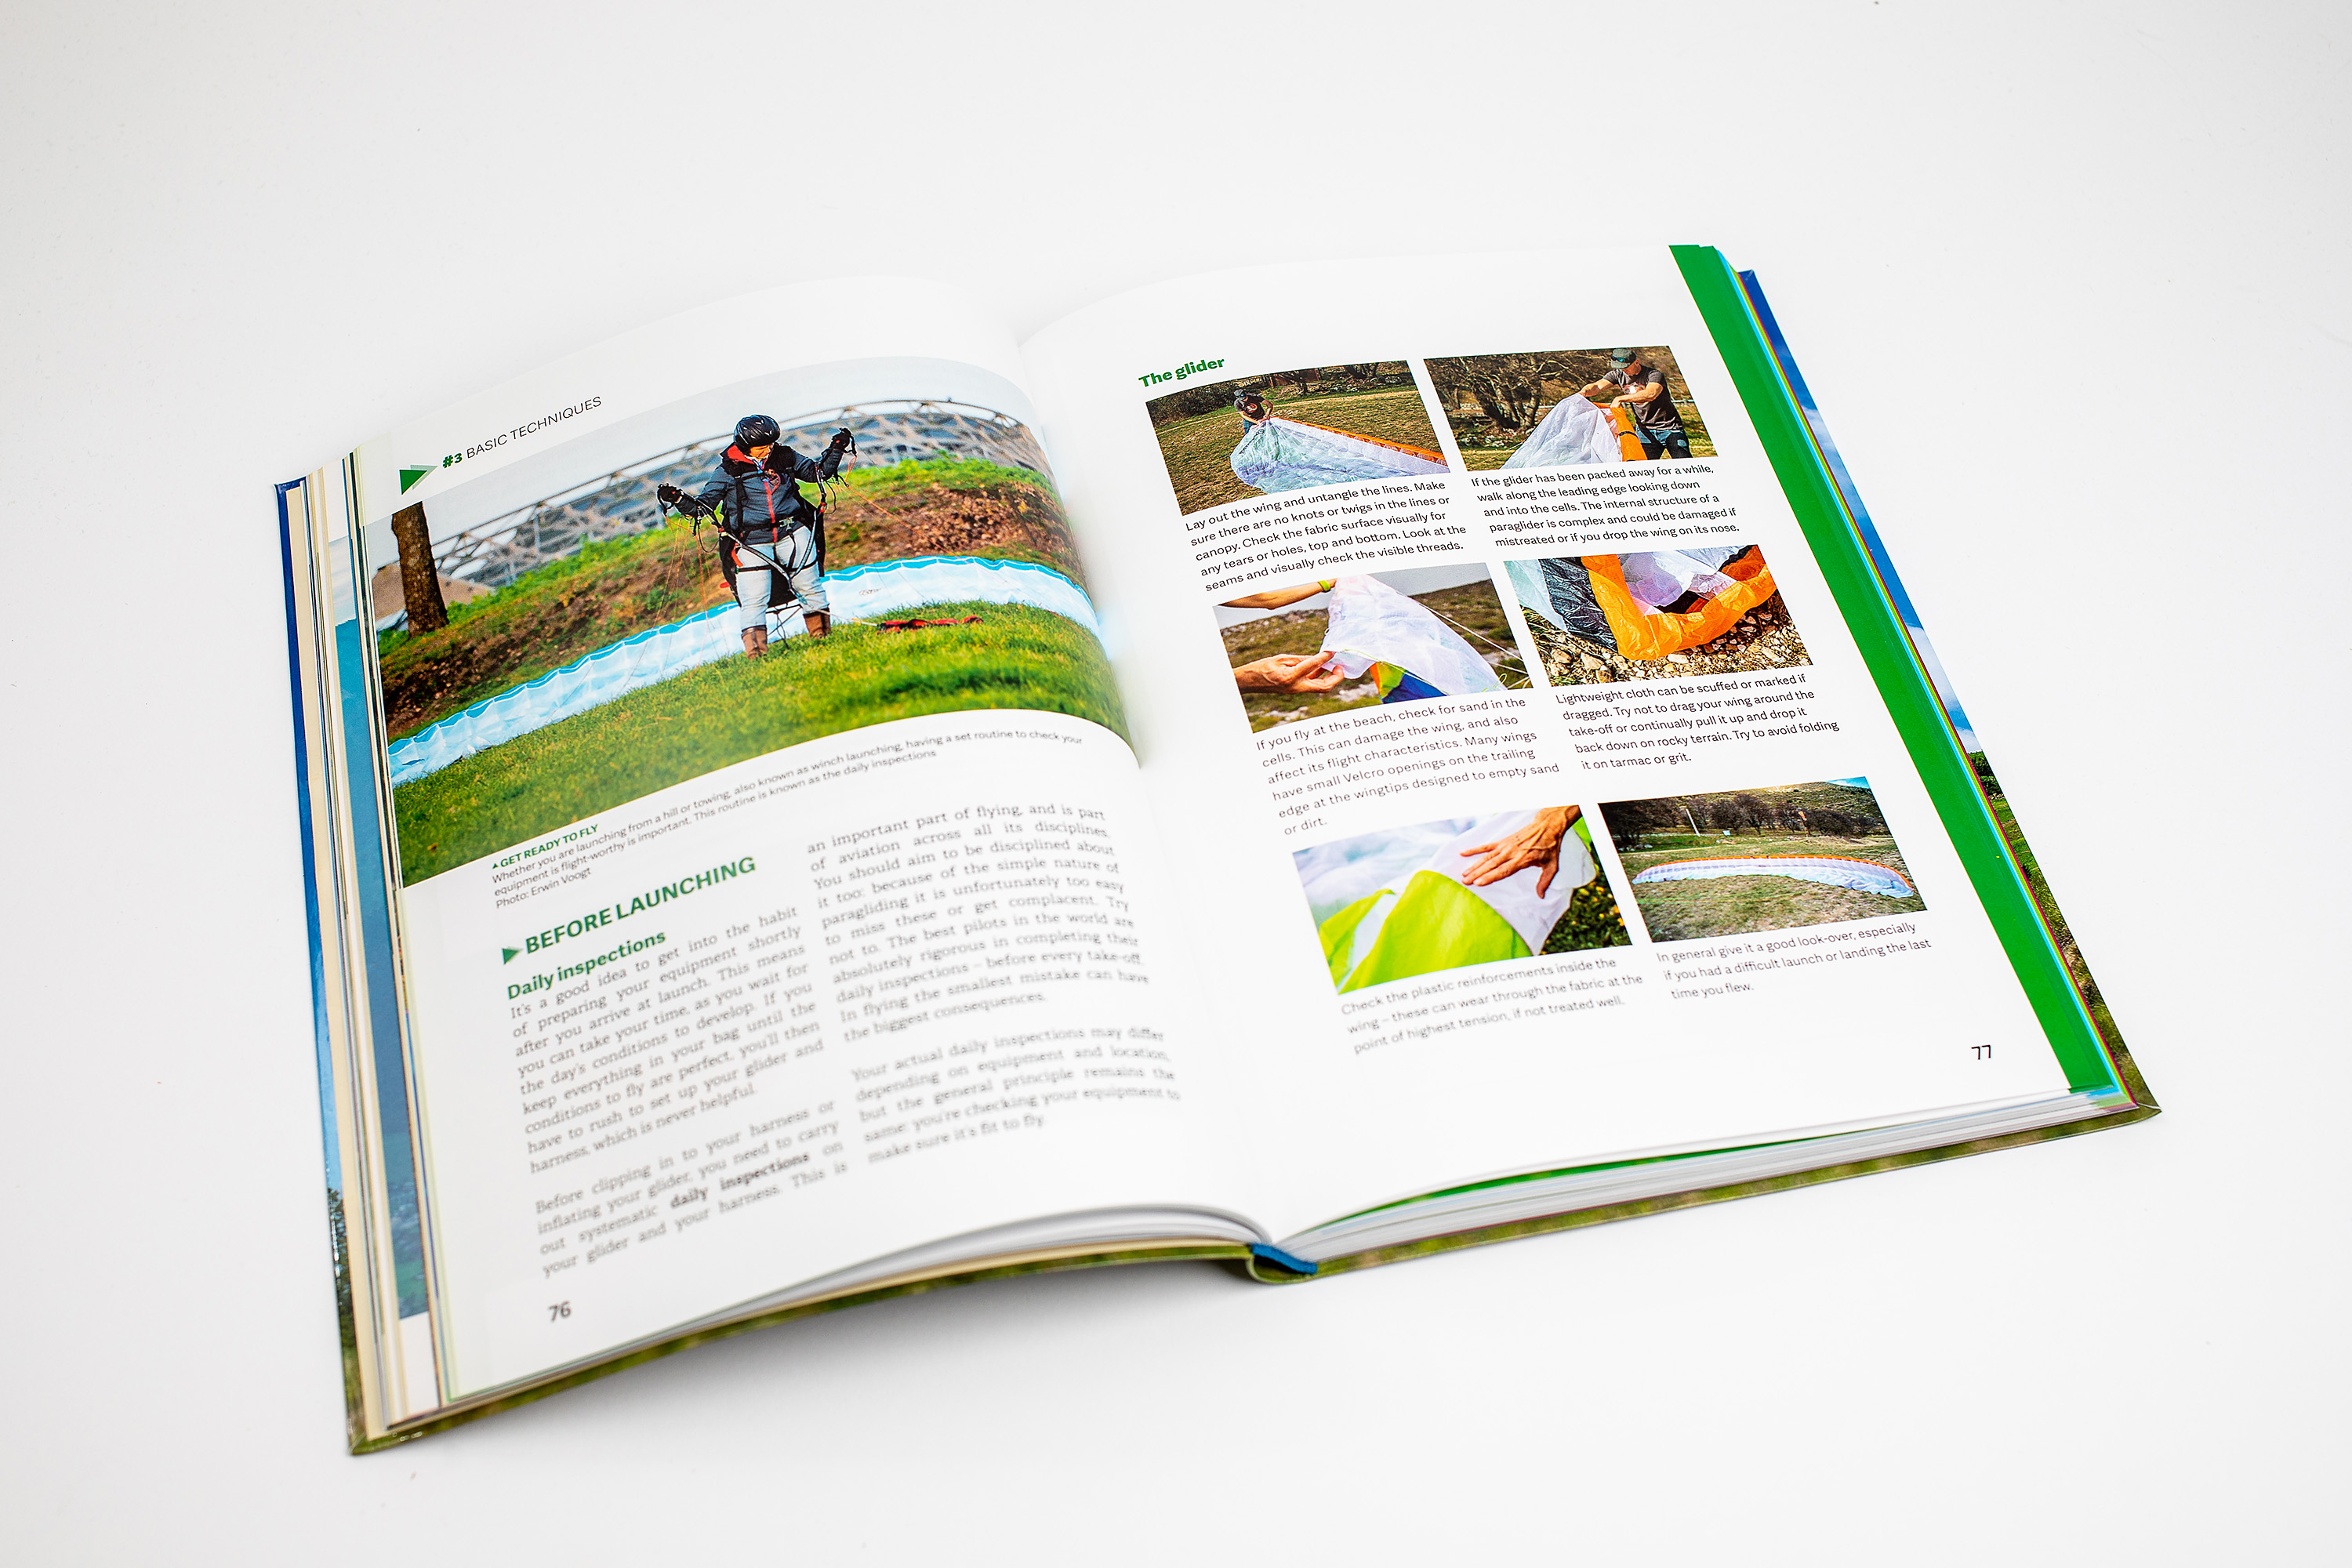 #3 BASIC TECHNIQUES
▲GET READY TO FLY
Whether you are launching from a hill or towing, also known as winch launching, having a set routine to check your
equipment is flight-worthy is important. This routine is known as the daily inspections
Photo: Erwin Voogt
BEFORE LAUNCHING
Daily inspections
It's a good idea to get into the habit
of preparing your equipment shortly
after you arrive at launch. This means
you can take your time, as you wait for
the day's conditions to develop. If you
keep everything in your bag until the
conditions to fly are perfect, you'll then
have to rush to set up your glider and
harness, which is never helpful.
Before clipping in to your harness or
inflating your glider, you need to carry
out systematic daily inspections on
your glider and your harness. This is
an important part of flying, and is part
of aviation across all its disciplines.
You should aim to be disciplined about
it too: because of the simple nature of
paragliding it is unfortunately too easy
to miss these or get complacent. Try
not to. The best pilots in the world are
absolutely rigorous in completing their
daily inspections – before every take-off.
In flying the smallest mistake can have
the biggest consequences.
Your actual daily inspections may differ
depending on equipment and location,
but the general principle remains the
same: you're checking your equipment to
make sure it's fit to fly.
76
The glider
Lay out the wing and untangle the lines. Make
sure there are no knots or twigs in the lines or
canopy. Check the fabric surface visually for
any tears or holes, top and bottom. Look at the
seams and visually check the visible threads.
If the glider has been packed away for a while,
walk along the leading edge looking down
and into the cells. The internal structure of a
paraglider is complex and could be damaged if
mistreated or if you drop the wing on its nose.
If you fly at the beach, check for sand in the
cells. This can damage the wing, and also
affect its flight characteristics. Many wings
have small Velcro openings on the trailing
edge at the wingtips designed to empty sand
or dirt.
Lightweight cloth can be scuffed or marked if
dragged. Try not to drag your wing around the
take-off or continually pull it up and drop it
back down on rocky terrain. Try to avoid folding
it on tarmac or grit.
Check the plastic reinforcements inside the
wing – these can wear through the fabric at the
point of highest tension, if not treated well.
In general give it a good look-over, especially
if you had a difficult launch or landing the last
time you flew.
77